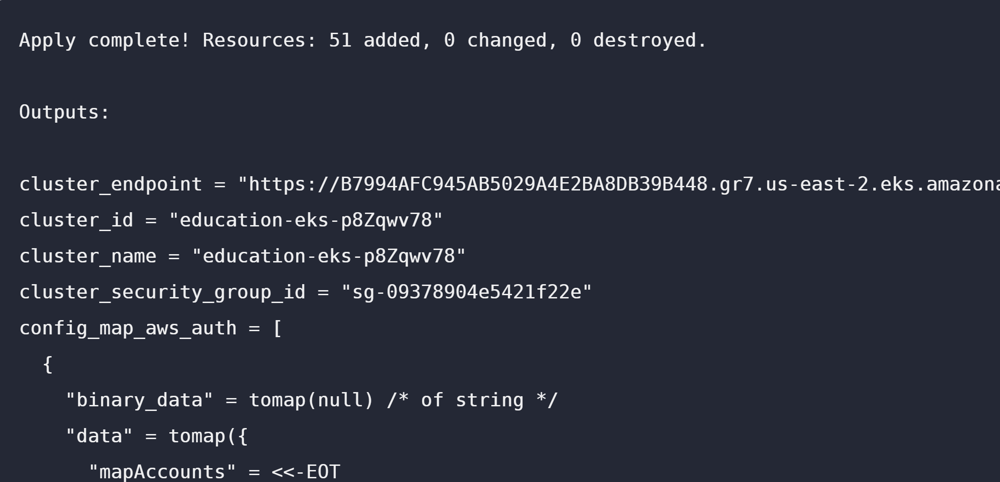 Apply complete! Resources: 51 added, 0 changed, 0 destroyed.
Outputs:
cluster_endpoint = "https://B7994AFC945AB5029A4E2BA8DB39B448.gr7.us-east-2.eks.amazona
cluster_id = "education-eks-p8Zqwv78"
cluster_name = "education-eks-p8Zqwv78"
cluster_security_group_id = "sg-09378904e5421f22e"
config_map_aws_auth = [
  {
    "binary_data" = tomap(null) /* of string */
    "data" = tomap({
      "mapAccounts" = <<-EOT